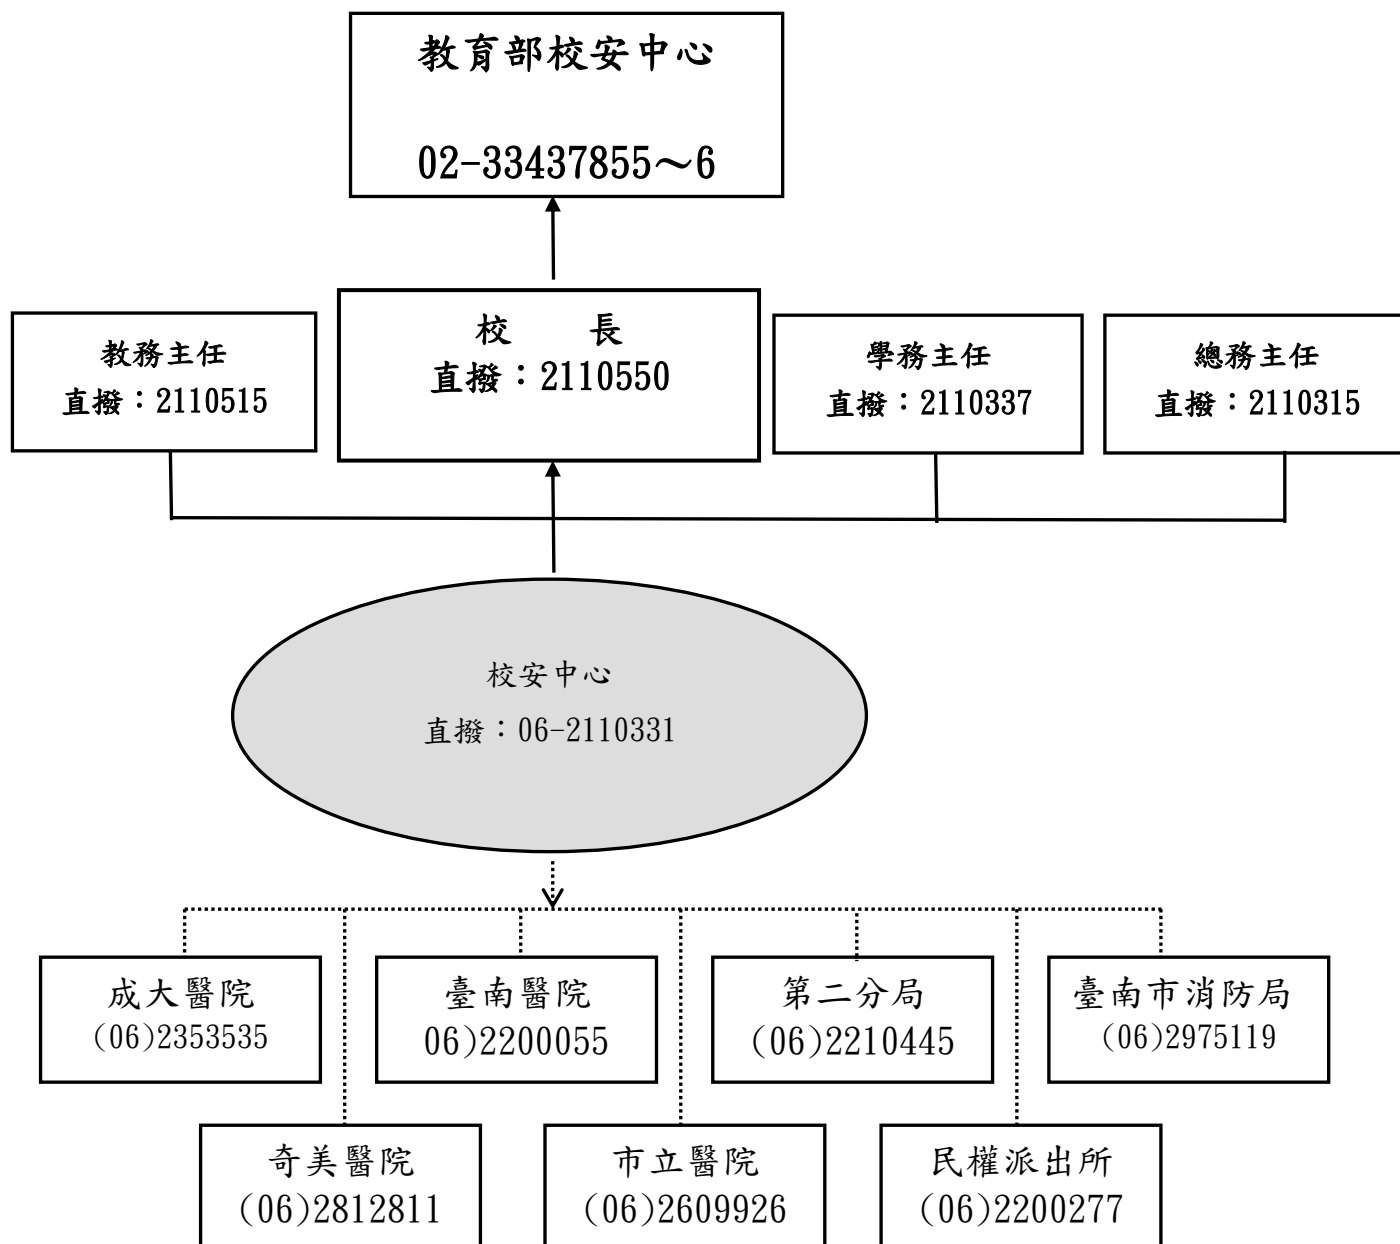 教育部校安中心
02-33437855～6
教務主任
直撥：2110515
校　　長
直撥：2110550
學務主任
直撥：2110337
總務主任
直撥：2110315
校安中心
直撥：06-2110331
成大醫院
(06)2353535
臺南醫院
06)2200055
第二分局
(06)2210445
臺南市消防局
(06)2975119
奇美醫院
(06)2812811
市立醫院
(06)2609926
民權派出所
(06)2200277